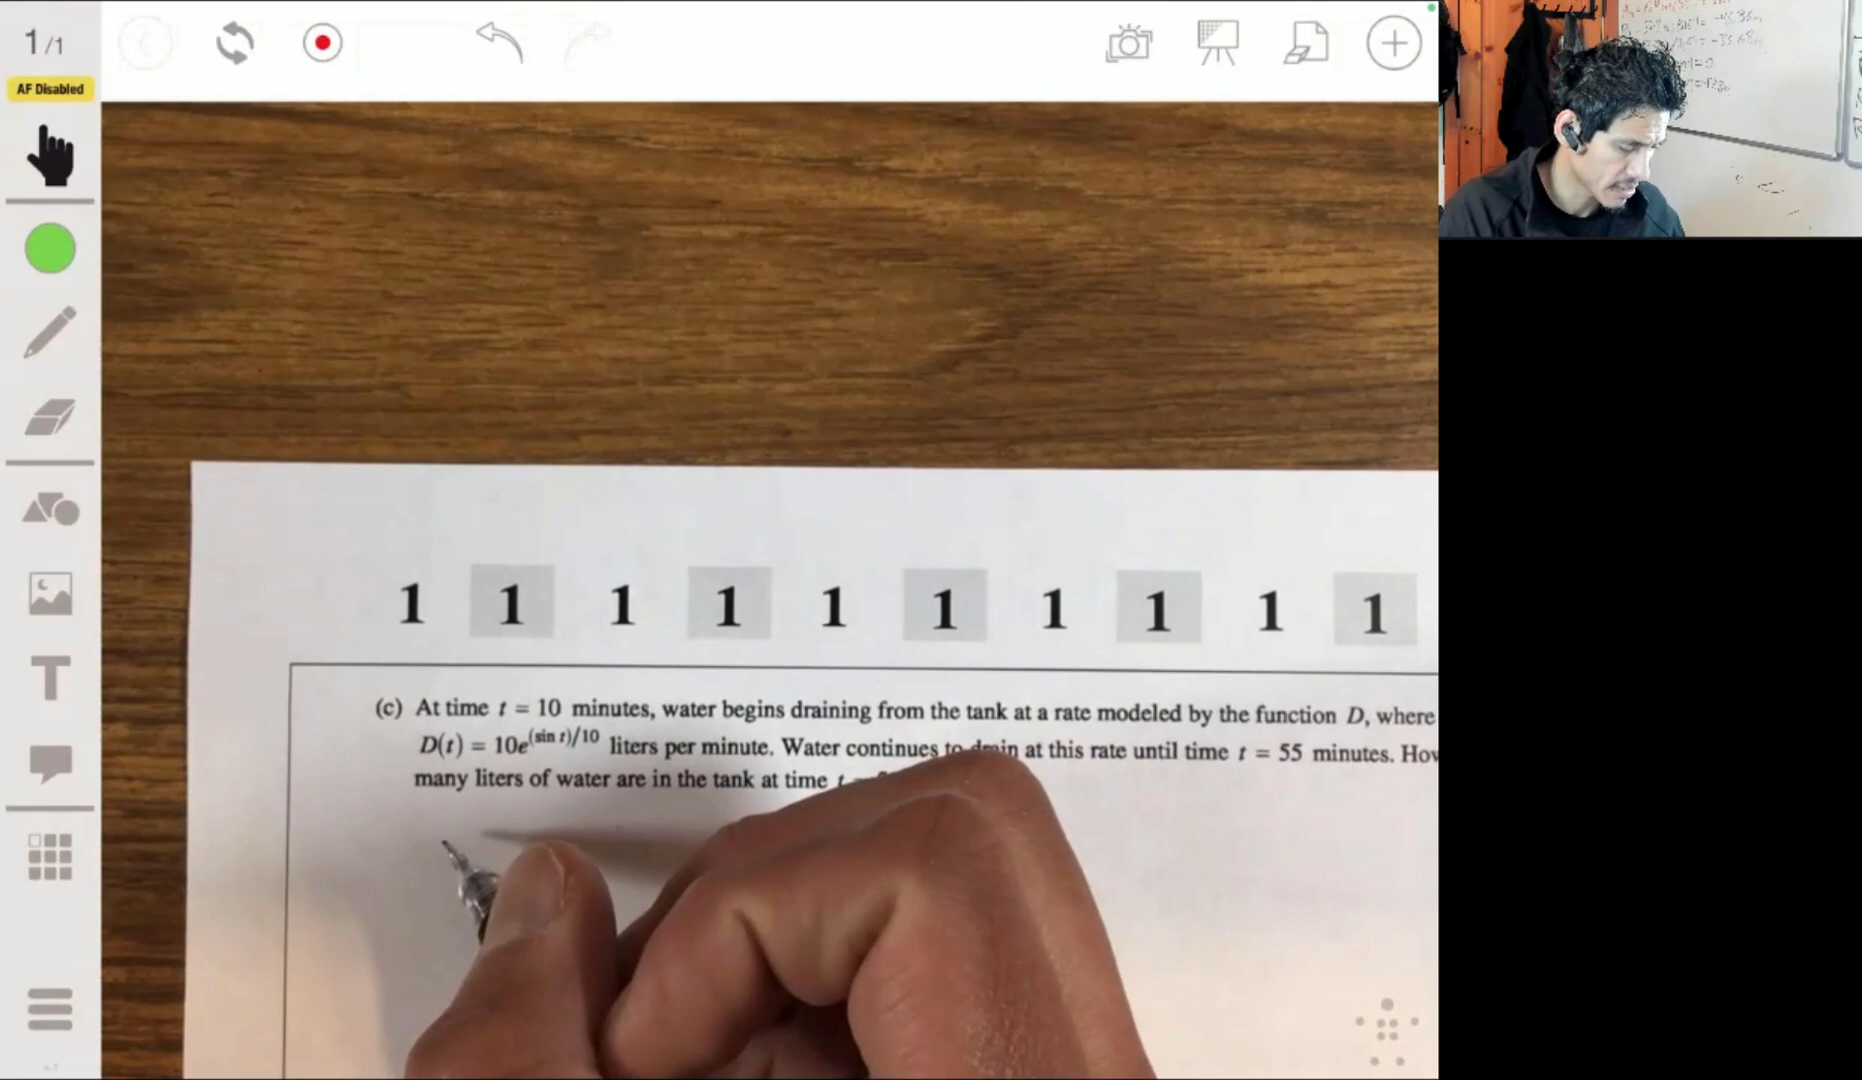 1/1
AF Disabled
T
1 1 1 1 1 1 1 1 1 1
(c) At time t = 10 minutes, water begins draining from the tank at a rate modeled by the function D, where
D(t) = 10e^(sin t)/10 liters per minute. Water continues to drain at this rate until time t = 55 minutes. How
many liters of water are in the tank at time t